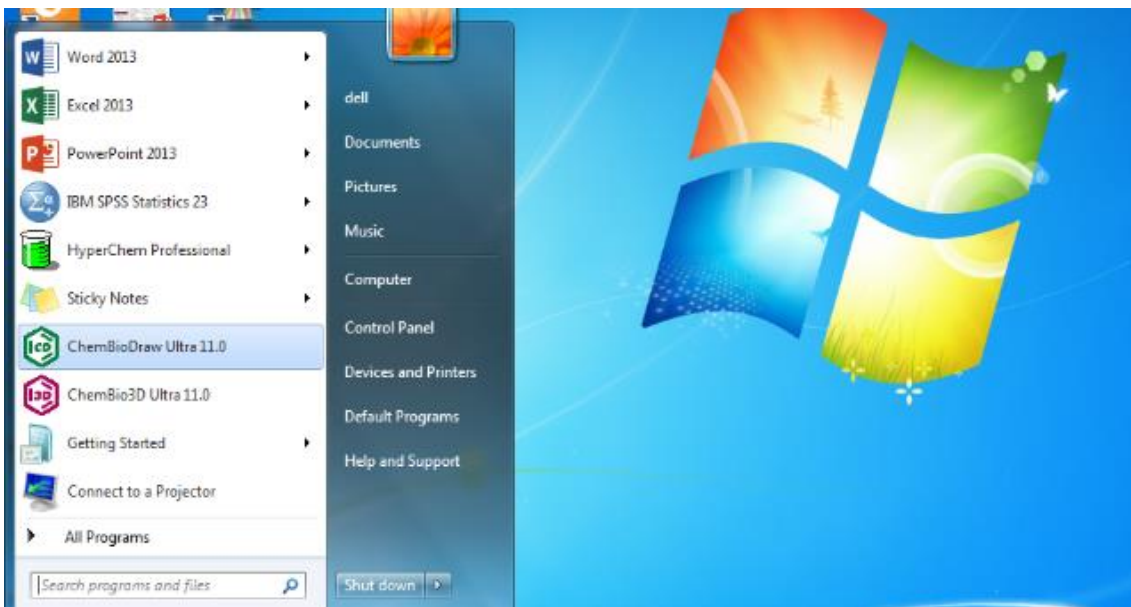 Word 2013
Excel 2013
PowerPoint 2013
IBM SPSS Statistics 23
HyperChem Professional
Sticky Notes
ChemBioDraw Ultra 11.0
ChemBio3D Ultra 11.0
Getting Started
Connect to a Projector
All Programs
Search programs and files
dell
Documents
Pictures
Music
Computer
Control Panel
Devices and Printers
Default Programs
Help and Support
Shut down